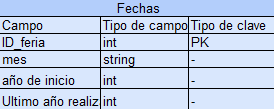 Fechas
Campo Tipo de campo Tipo de clave
ID_feria int PK
mes string -
año de inicio int -
Ultimo año realiz int -